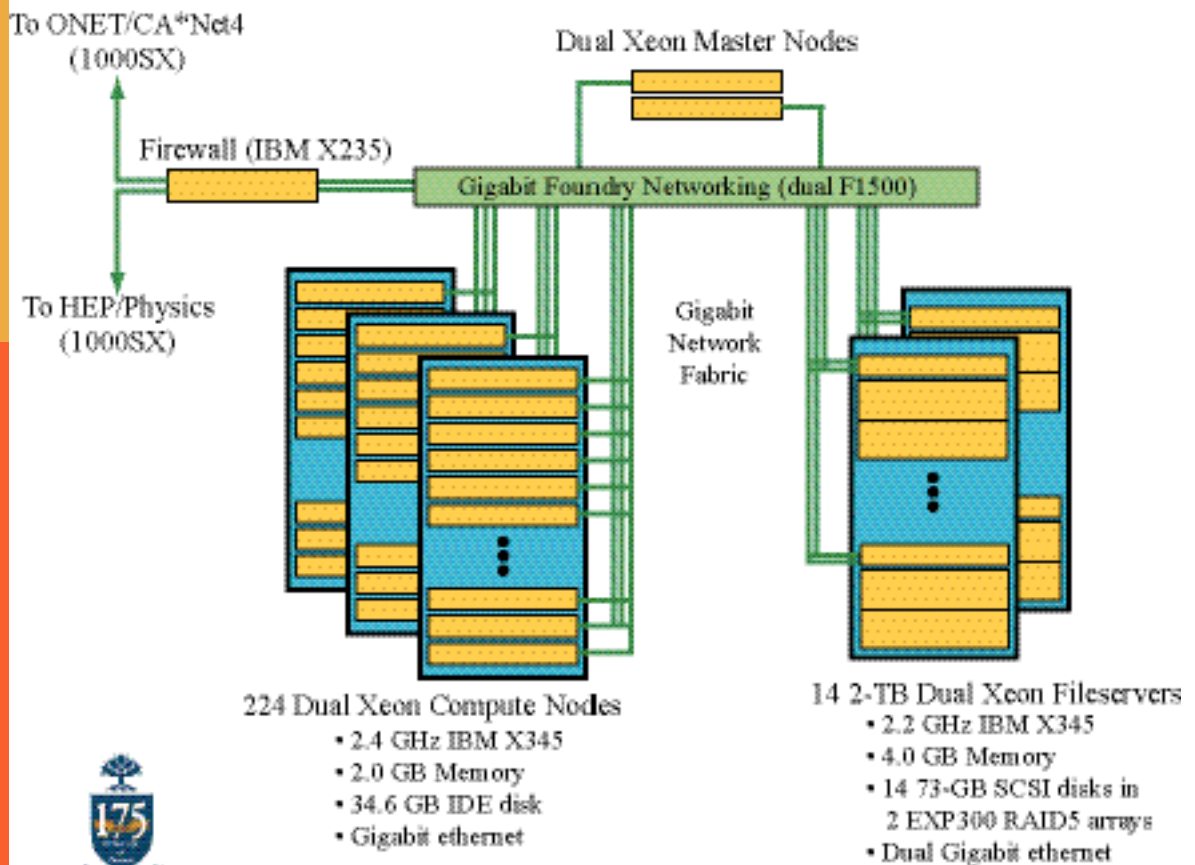 To ONET/CA*Net4
(1000SX)
Dual Xeon Master Nodes
Firewall (IBM X235)
Gigabit Foundry Networking (dual F1500)
To HEP/Physics
(1000SX)
Gigabit
Network
Fabric
224 Dual Xeon Compute Nodes
• 2.4 GHz IBM X345
• 2.0 GB Memory
• 34.6 GB IDE disk
• Gigabit ethernet
14 2-TB Dual Xeon Fileservers
• 2.2 GHz IBM X345
• 4.0 GB Memory
• 14 73-GB SCSI disks in
2 EXP300 RAID5 arrays
• Dual Gigabit ethernet
175